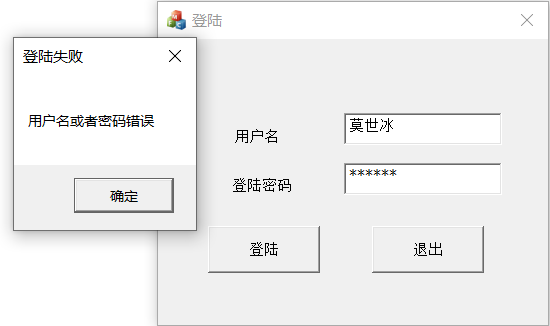 登陆
登陆失败
用户名或者密码错误
确定
用户名
莫世冰
登陆密码
******
登陆
退出